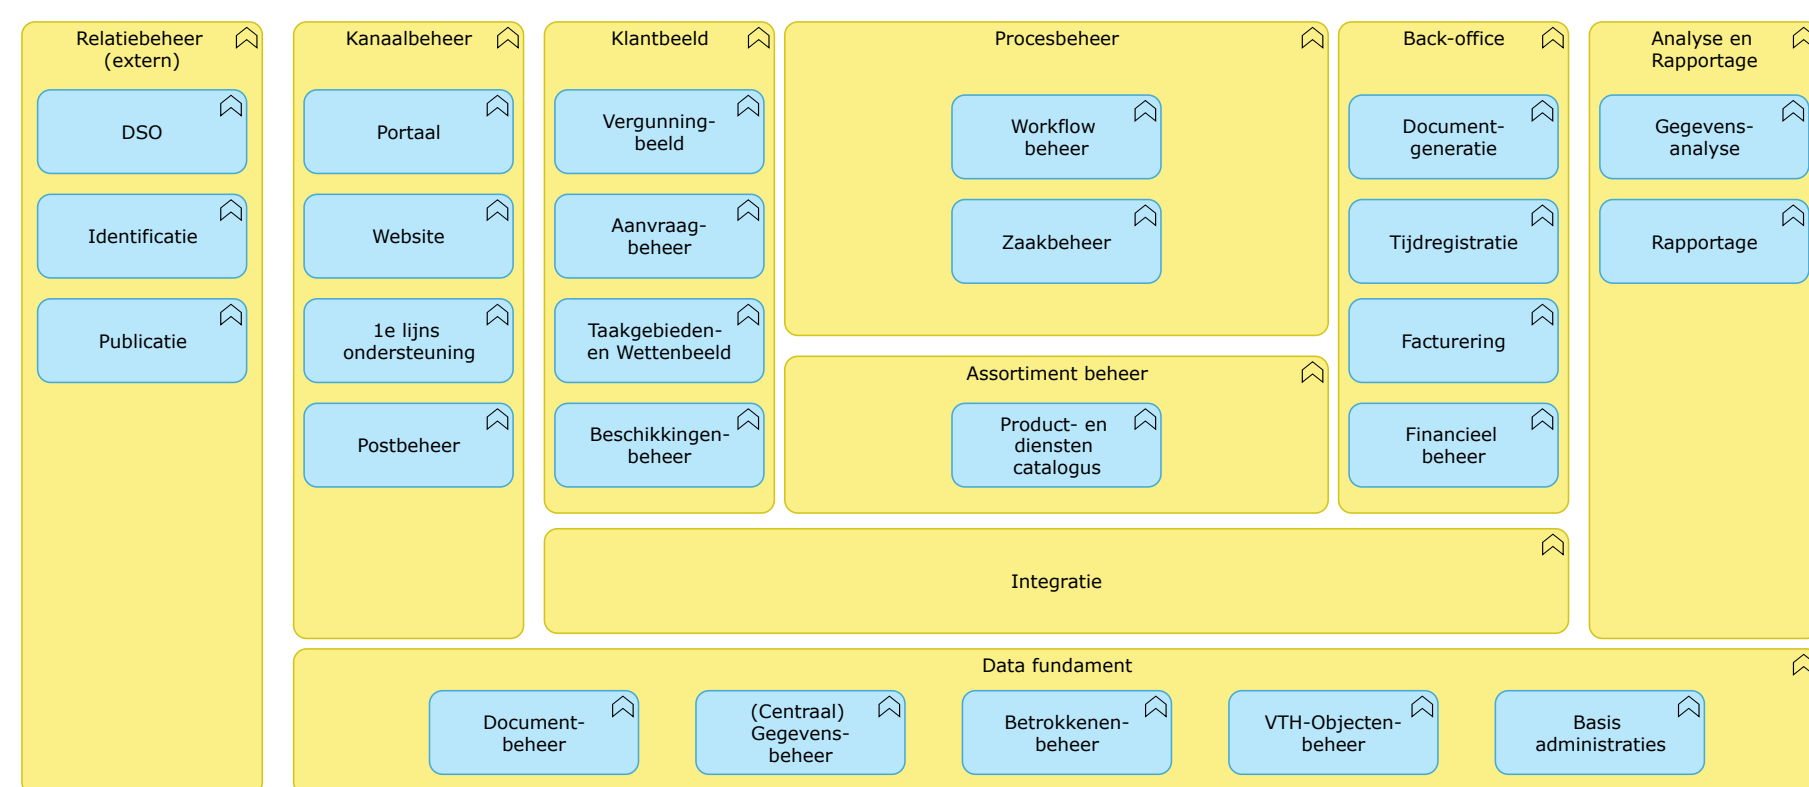 Relatiebeheer
(extern)
DSO
Identificatie
Publicatie
Kanaalbeheer
Portaal
Website
1e lijns
ondersteuning
Postbeheer
Klantbeeld
Vergunning-
beeld
Aanvraag-
beheer
Taakgebieden-
en Wettenbeeld
Beschikkingen-
beheer
Procesbeheer
Workflow
beheer
Zaakbeheer
Assortiment beheer
Product- en
diensten
catalogus
Back-office
Document-
generatie
Tijdregistratie
Facturering
Financieel
beheer
Analyse en
Rapportage
Gegevens-
analyse
Rapportage
Integratie
Data fundament
Document-
beheer
(Centraal)
Gegevens-
beheer
Betrokkenen-
beheer
VTH-Objecten-
beheer
Basis
administraties